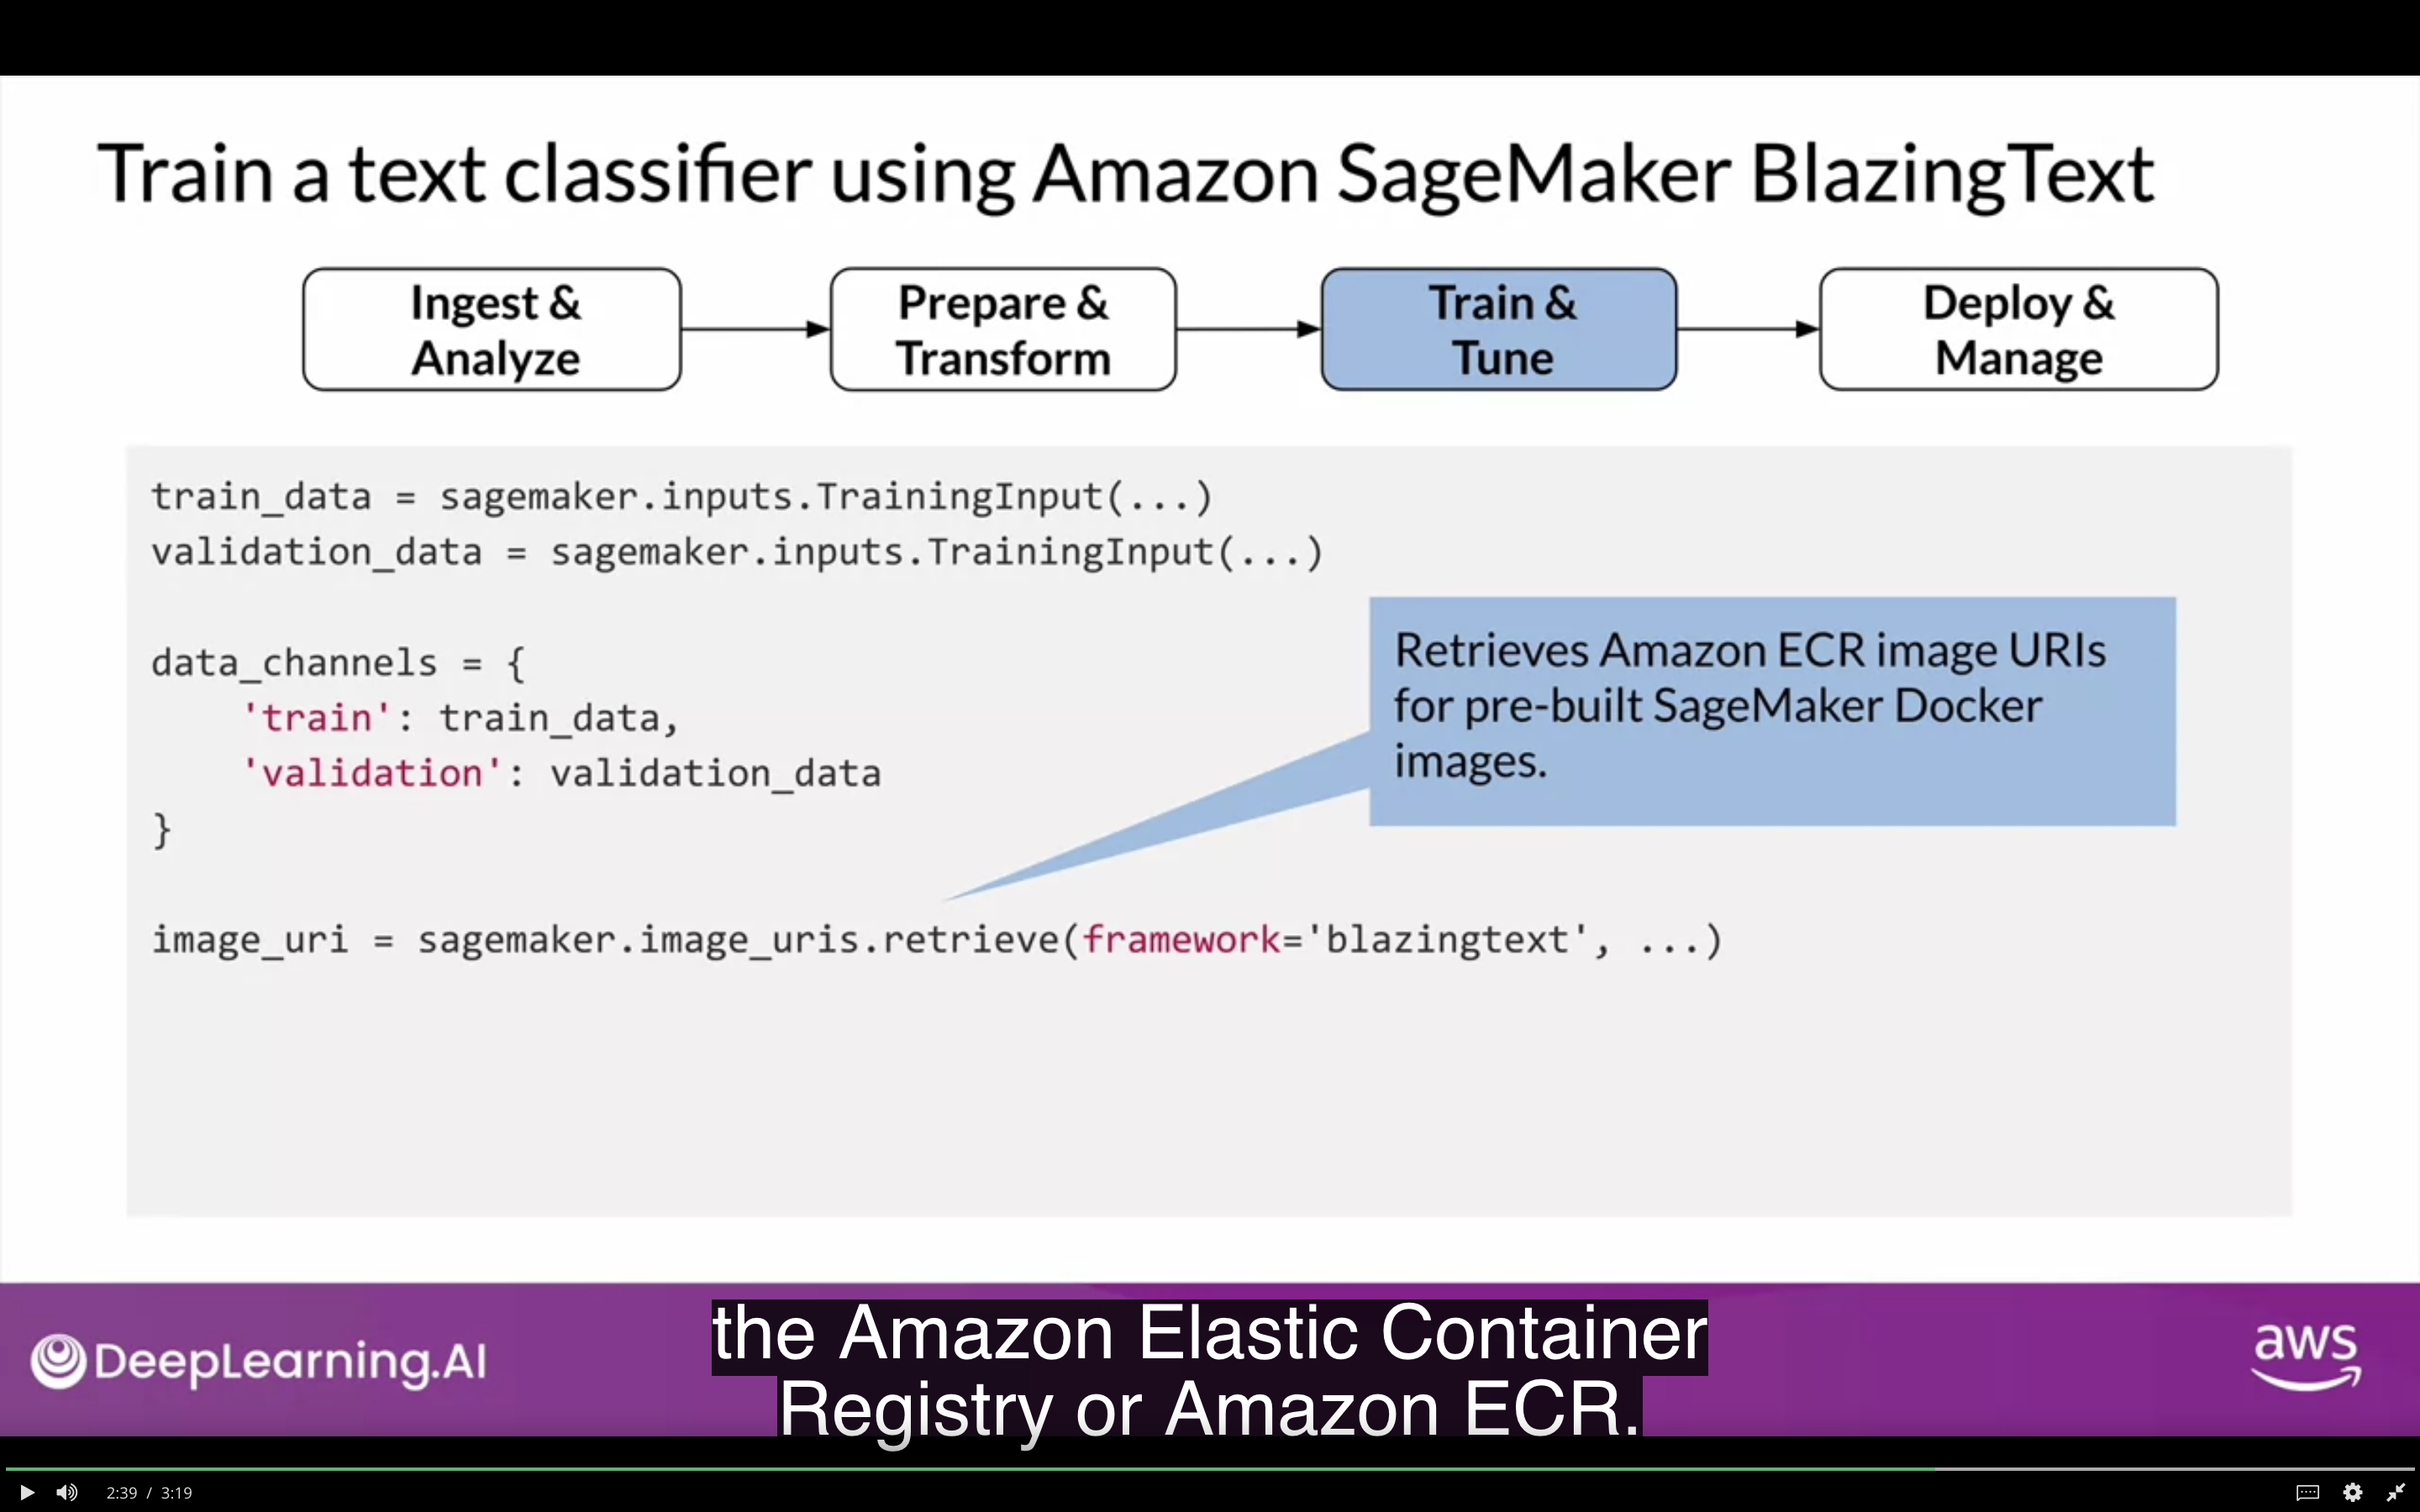 Train a text classifier using Amazon SageMaker BlazingText
Ingest &
Analyze
Prepare &
Transform
Train &
Tune
Deploy &
Manage
train_data = sagemaker.inputs.TrainingInput(...)
validation_data = sagemaker.inputs.TrainingInput(...)
data_channels = {
'train': train_data,
'validation': validation_data
}
Retrieves Amazon ECR image URIs
for pre-built SageMaker Docker
images.
image_uri = sagemaker.image_uris.retrieve(framework='blazingtext', ...)
DeepLearning.AI
the Amazon Elastic Container
Registry or Amazon ECR.
aws
2:39 / 3:19